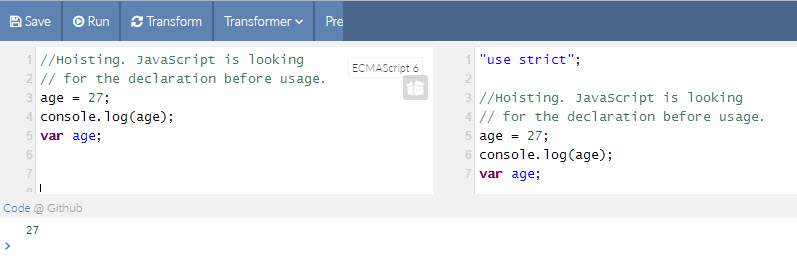 Save Run Transform Transformer Pre
1 //Hoisting. JavaScript is looking
2 // for the declaration before usage.
3 age = 27;
4 console.log(age);
5 var age;
6
7
8
ECMAScript 6
1 "use strict";
2
3 //Hoisting. JavaScript is looking
4 // for the declaration before usage.
5 age = 27;
6 console.log(age);
7 var age;
Code @ Github
27
>